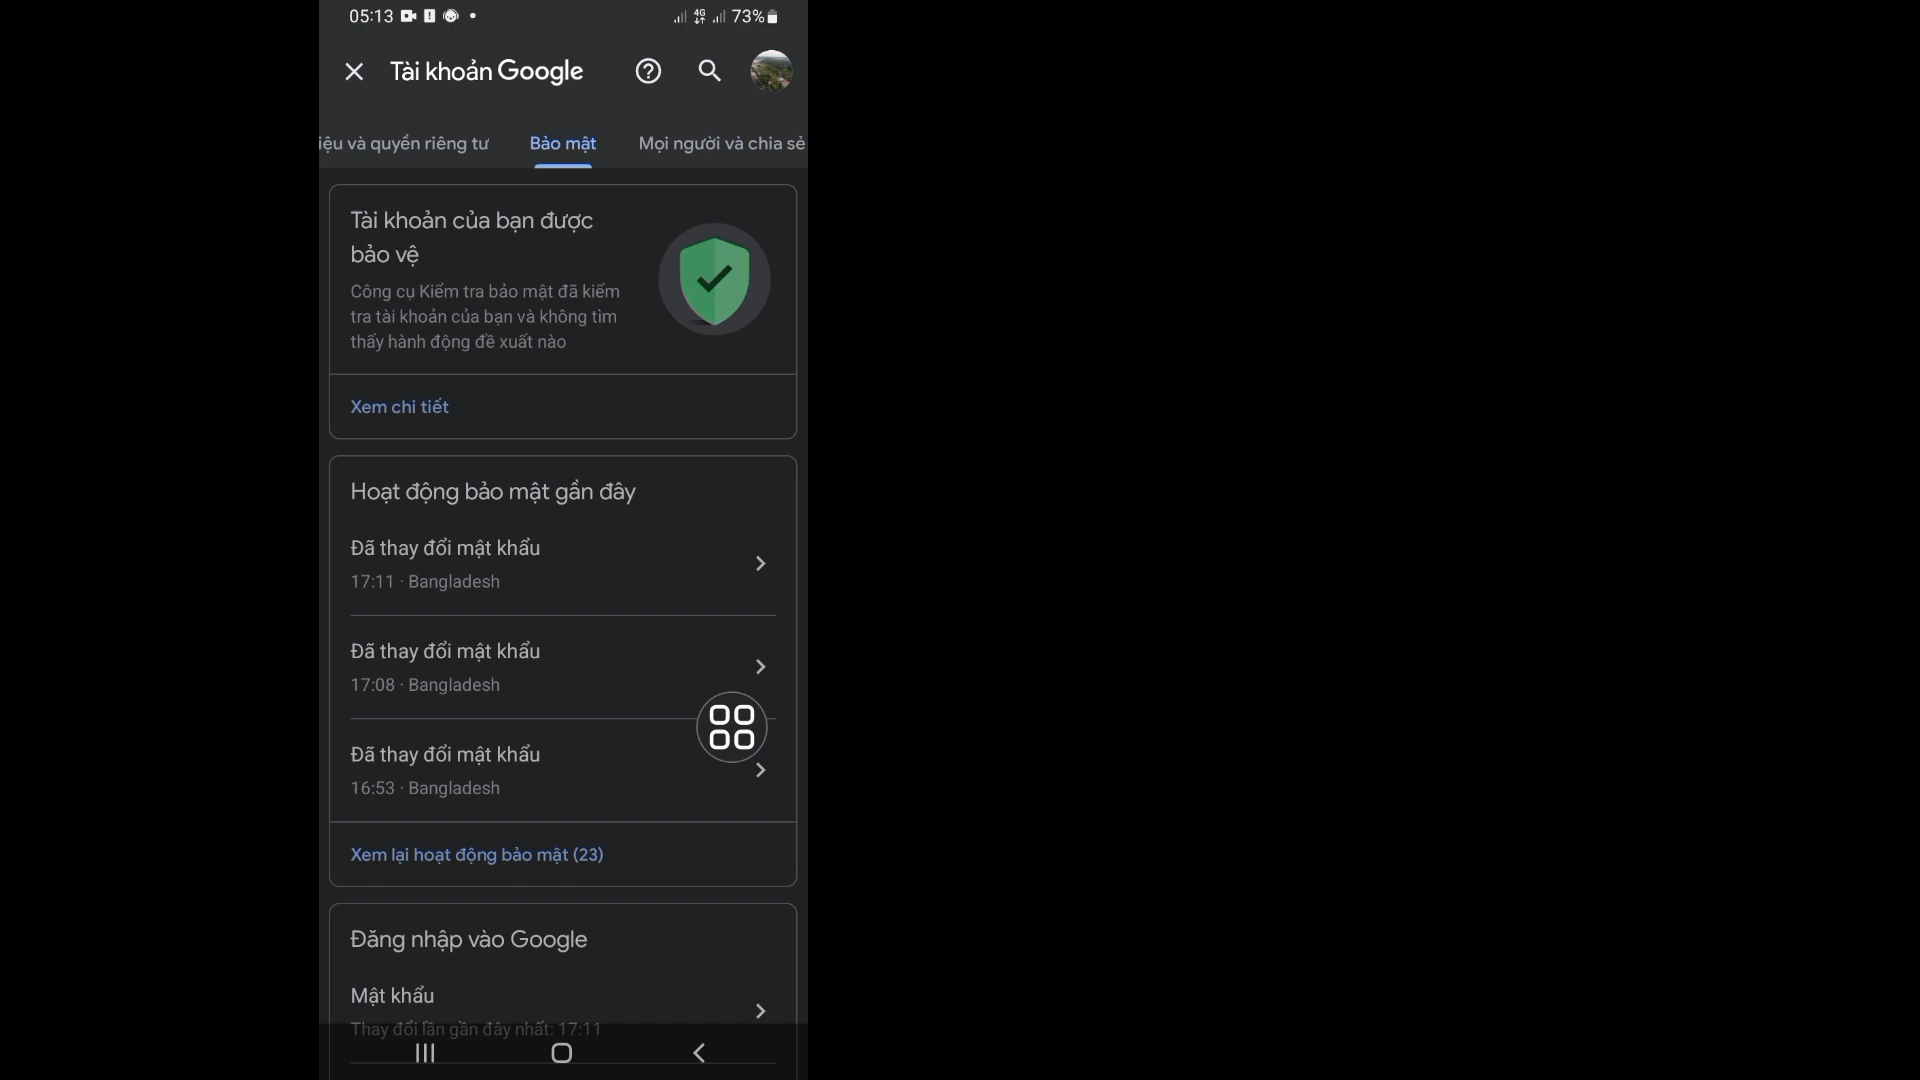 05:13
4G
73%
Tài khoản Google
iệu và quyền riêng tư
Bảo mật
Mọi người và chia sẻ
Tài khoản của bạn được
bảo vệ
Công cụ Kiểm tra bảo mật đã kiểm
tra tài khoản của bạn và không tìm
thấy hành động đề xuất nào
Xem chi tiết
Hoạt động bảo mật gần đây
Đã thay đổi mật khẩu
17:11 · Bangladesh
Đã thay đổi mật khẩu
17:08 · Bangladesh
Đã thay đổi mật khẩu
16:53 · Bangladesh
Xem lại hoạt động bảo mật (23)
Đăng nhập vào Google
Mật khẩu
Thay đổi lần gần đây nhất: 17:11